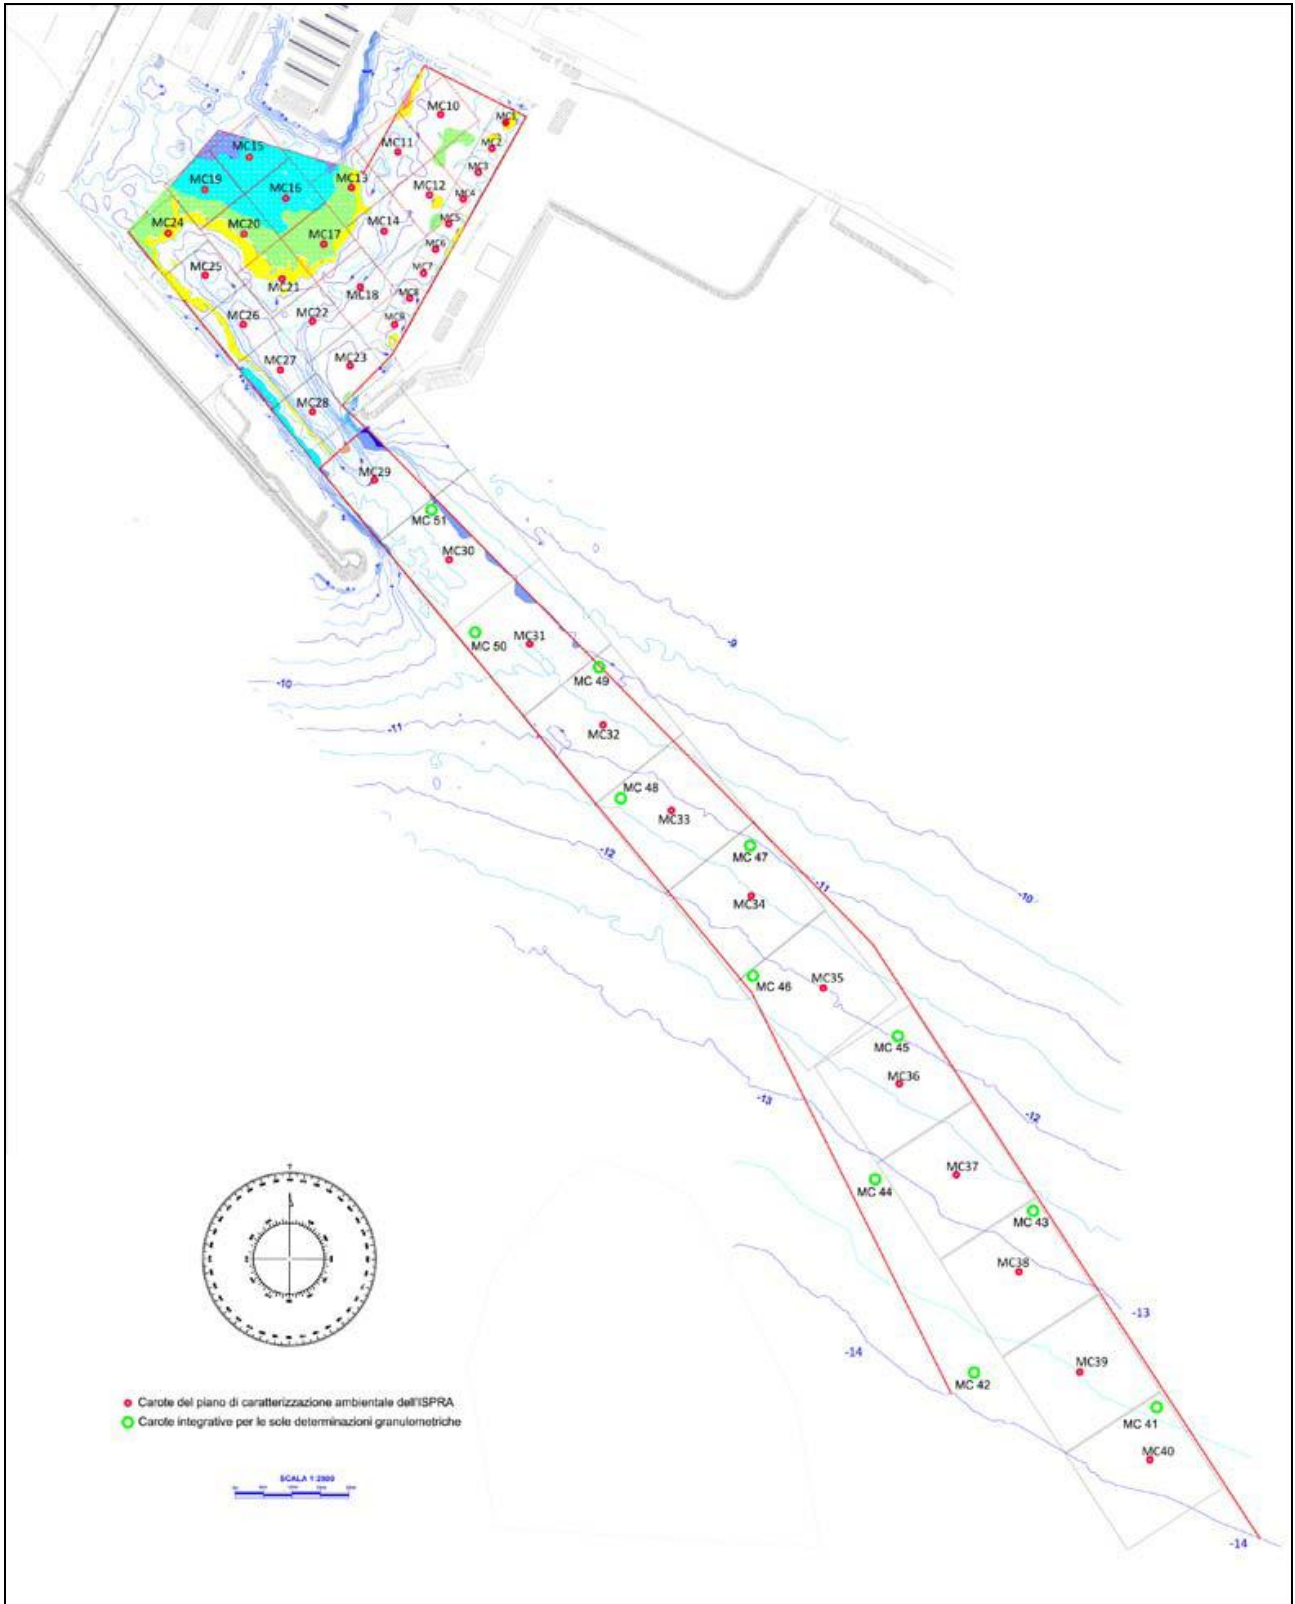 MC10
MC1
MC11
MC2
MC15
MC3
MC13
MC19
MC16
MC12
MC4
MC24
MC20
MC17
MC14
MC5
MC6
MC25
MC7
MC21
MC18
MC8
MC26
MC22
MC27
MC23
MC28
MC29
MC 51
MC30
MC 50
MC31
-9
MC 49
-10
-11
MC32
MC 48
MC33
MC 47
-12
-11
-10
MC34
MC 46
MC35
MC 45
MC36
-13
-12
MC37
MC 44
MC 43
MC38
-13
-14
MC39
MC 42
MC 41
MC40
-14
Carote del piano di caratterizzazione ambientale dell'ISPRA
Carote integrative per le sole determinazioni granulometriche
SCALA 1:2500